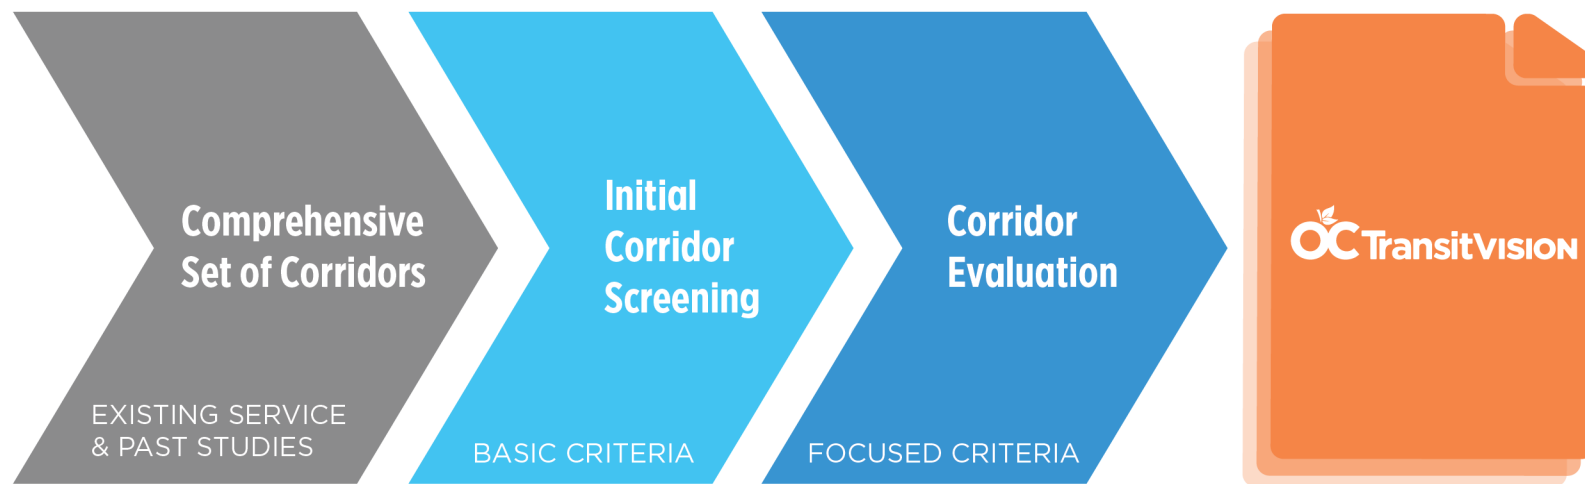 Comprehensive
Set of Corridors
EXISTING SERVICE
& PAST STUDIES
Initial
Corridor
Screening
BASIC CRITERIA
Corridor
Evaluation
FOCUSED CRITERIA
OC TransitVISION